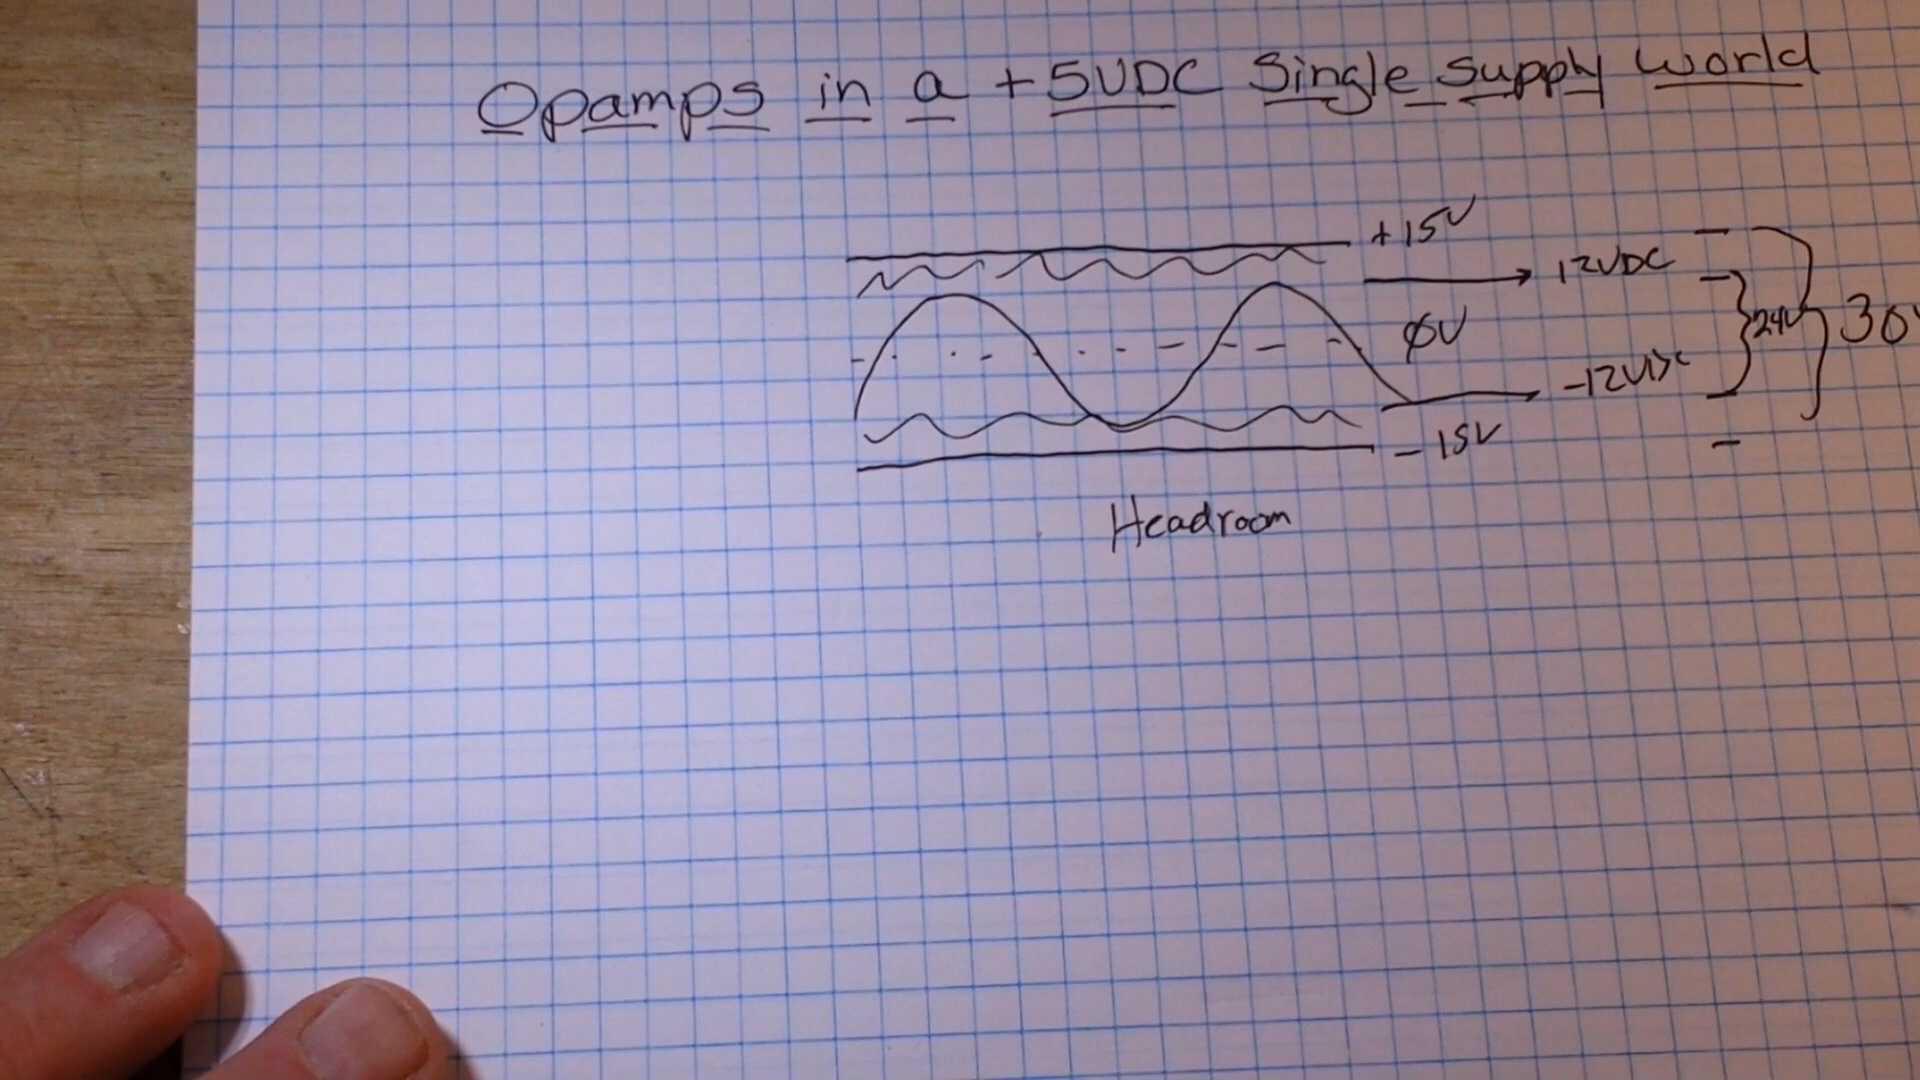 Opamps in a +5VDC Single Supply World
+15V
12VDC
ØV
24V
30V
-12VDC
-15V
Headroom